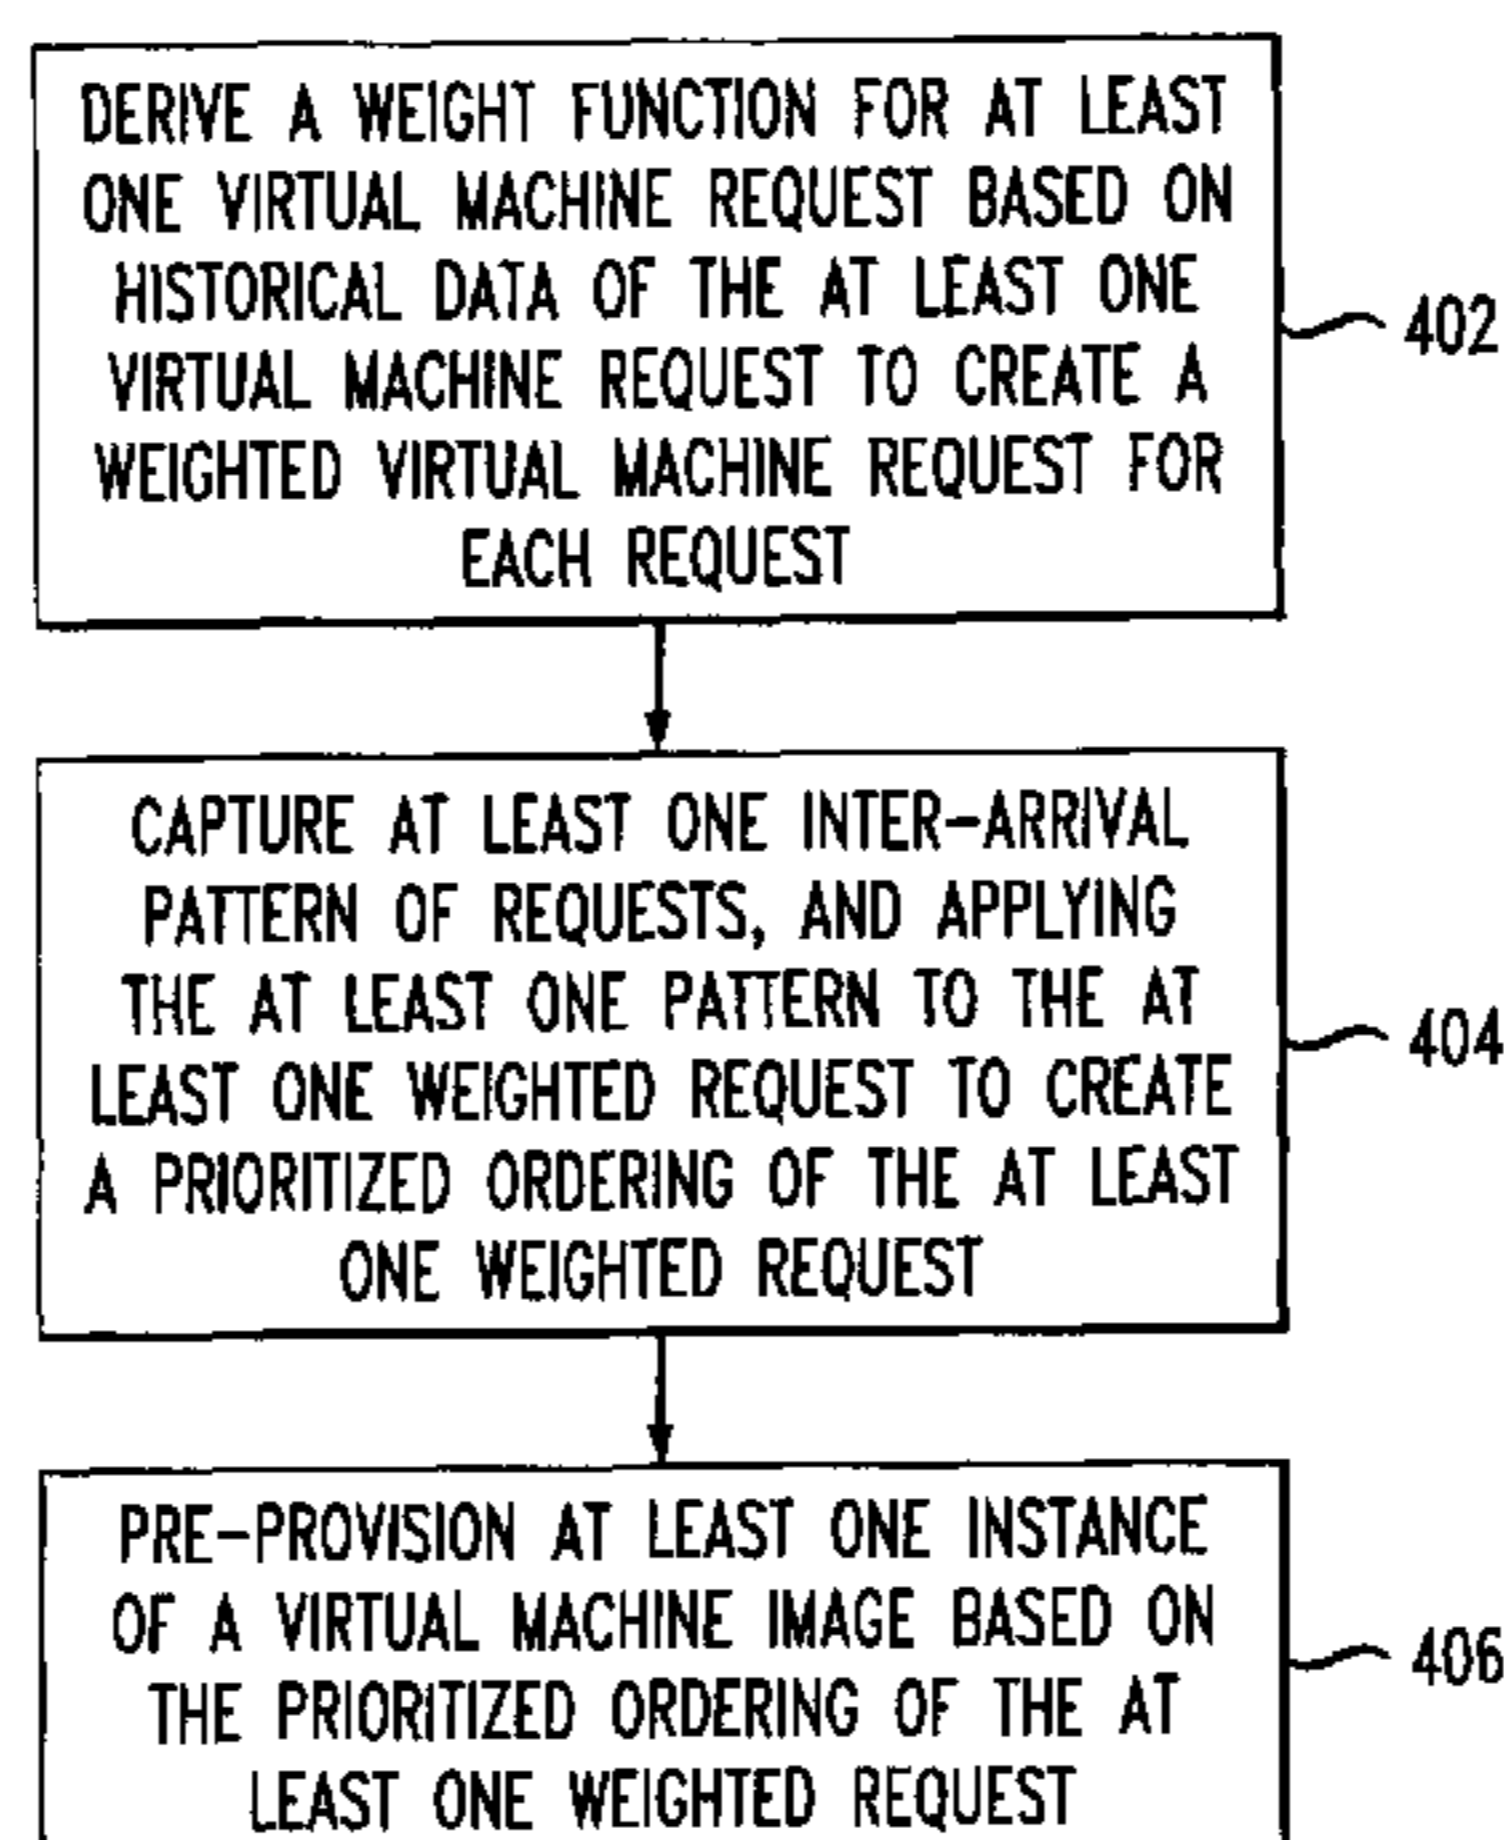 DERIVE A WEIGHT FUNCTION FOR AT LEAST
ONE VIRTUAL MACHINE REQUEST BASED ON
HISTORICAL DATA OF THE AT LEAST ONE
VIRTUAL MACHINE REQUEST TO CREATE A
WEIGHTED VIRTUAL MACHINE REQUEST FOR
EACH REQUEST
402
CAPTURE AT LEAST ONE INTER-ARRIVAL
PATTERN OF REQUESTS, AND APPLYING
THE AT LEAST ONE PATTERN TO THE AT
LEAST ONE WEIGHTED REQUEST TO CREATE
A PRIORITIZED ORDERING OF THE AT LEAST
ONE WEIGHTED REQUEST
404
PRE-PROVISION AT LEAST ONE INSTANCE
OF A VIRTUAL MACHINE IMAGE BASED ON
THE PRIORITIZED ORDERING OF THE AT
LEAST ONE WEIGHTED REQUEST
406